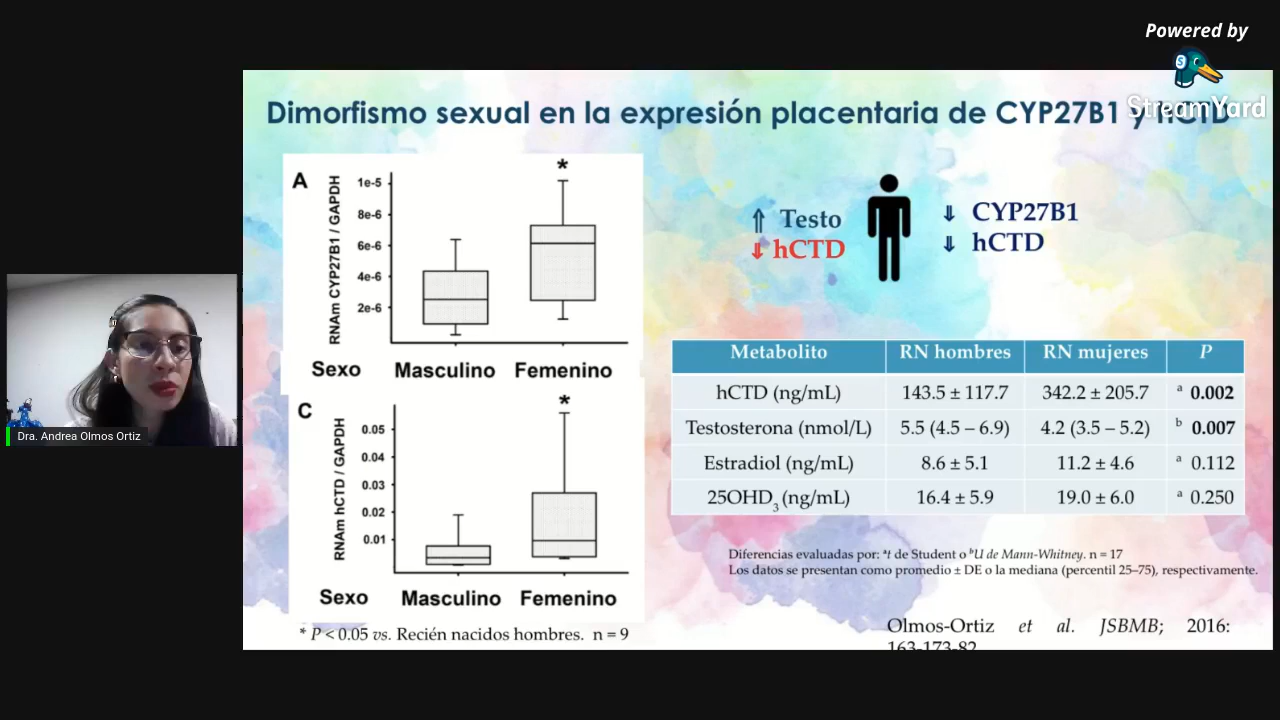 Powered by
StreamYard
Dimorfismo sexual en la expresión placentaria de CYP27B1 y hCTD
A
RNAm CYP27B1 / GAPDH
1e-5
8e-6
6e-6
4e-6
2e-6
*
Sexo Masculino Femenino
C
RNAm hCTD / GAPDH
0.05
0.04
0.03
0.02
0.01
*
Sexo Masculino Femenino
* P < 0.05 vs. Recién nacidos hombres. n = 9
⇑ Testo
⇓ hCTD
⇓ CYP27B1
⇓ hCTD
Metabolito RN hombres RN mujeres P
hCTD (ng/mL) 143.5 ± 117.7 342.2 ± 205.7 ª 0.002
Testosterona (nmol/L) 5.5 (4.5 – 6.9) 4.2 (3.5 – 5.2) ᵇ 0.007
Estradiol (ng/mL) 8.6 ± 5.1 11.2 ± 4.6 ª 0.112
25OHD₃ (ng/mL) 16.4 ± 5.9 19.0 ± 6.0 ª 0.250
Diferencias evaluadas por: ªt de Student o ᵇU de Mann-Whitney. n = 17
Los datos se presentan como promedio ± DE o la mediana (percentil 25–75), respectivamente.
Olmos-Ortiz et al. JSBMB; 2016:
163-173-82
Dra. Andrea Olmos Ortiz